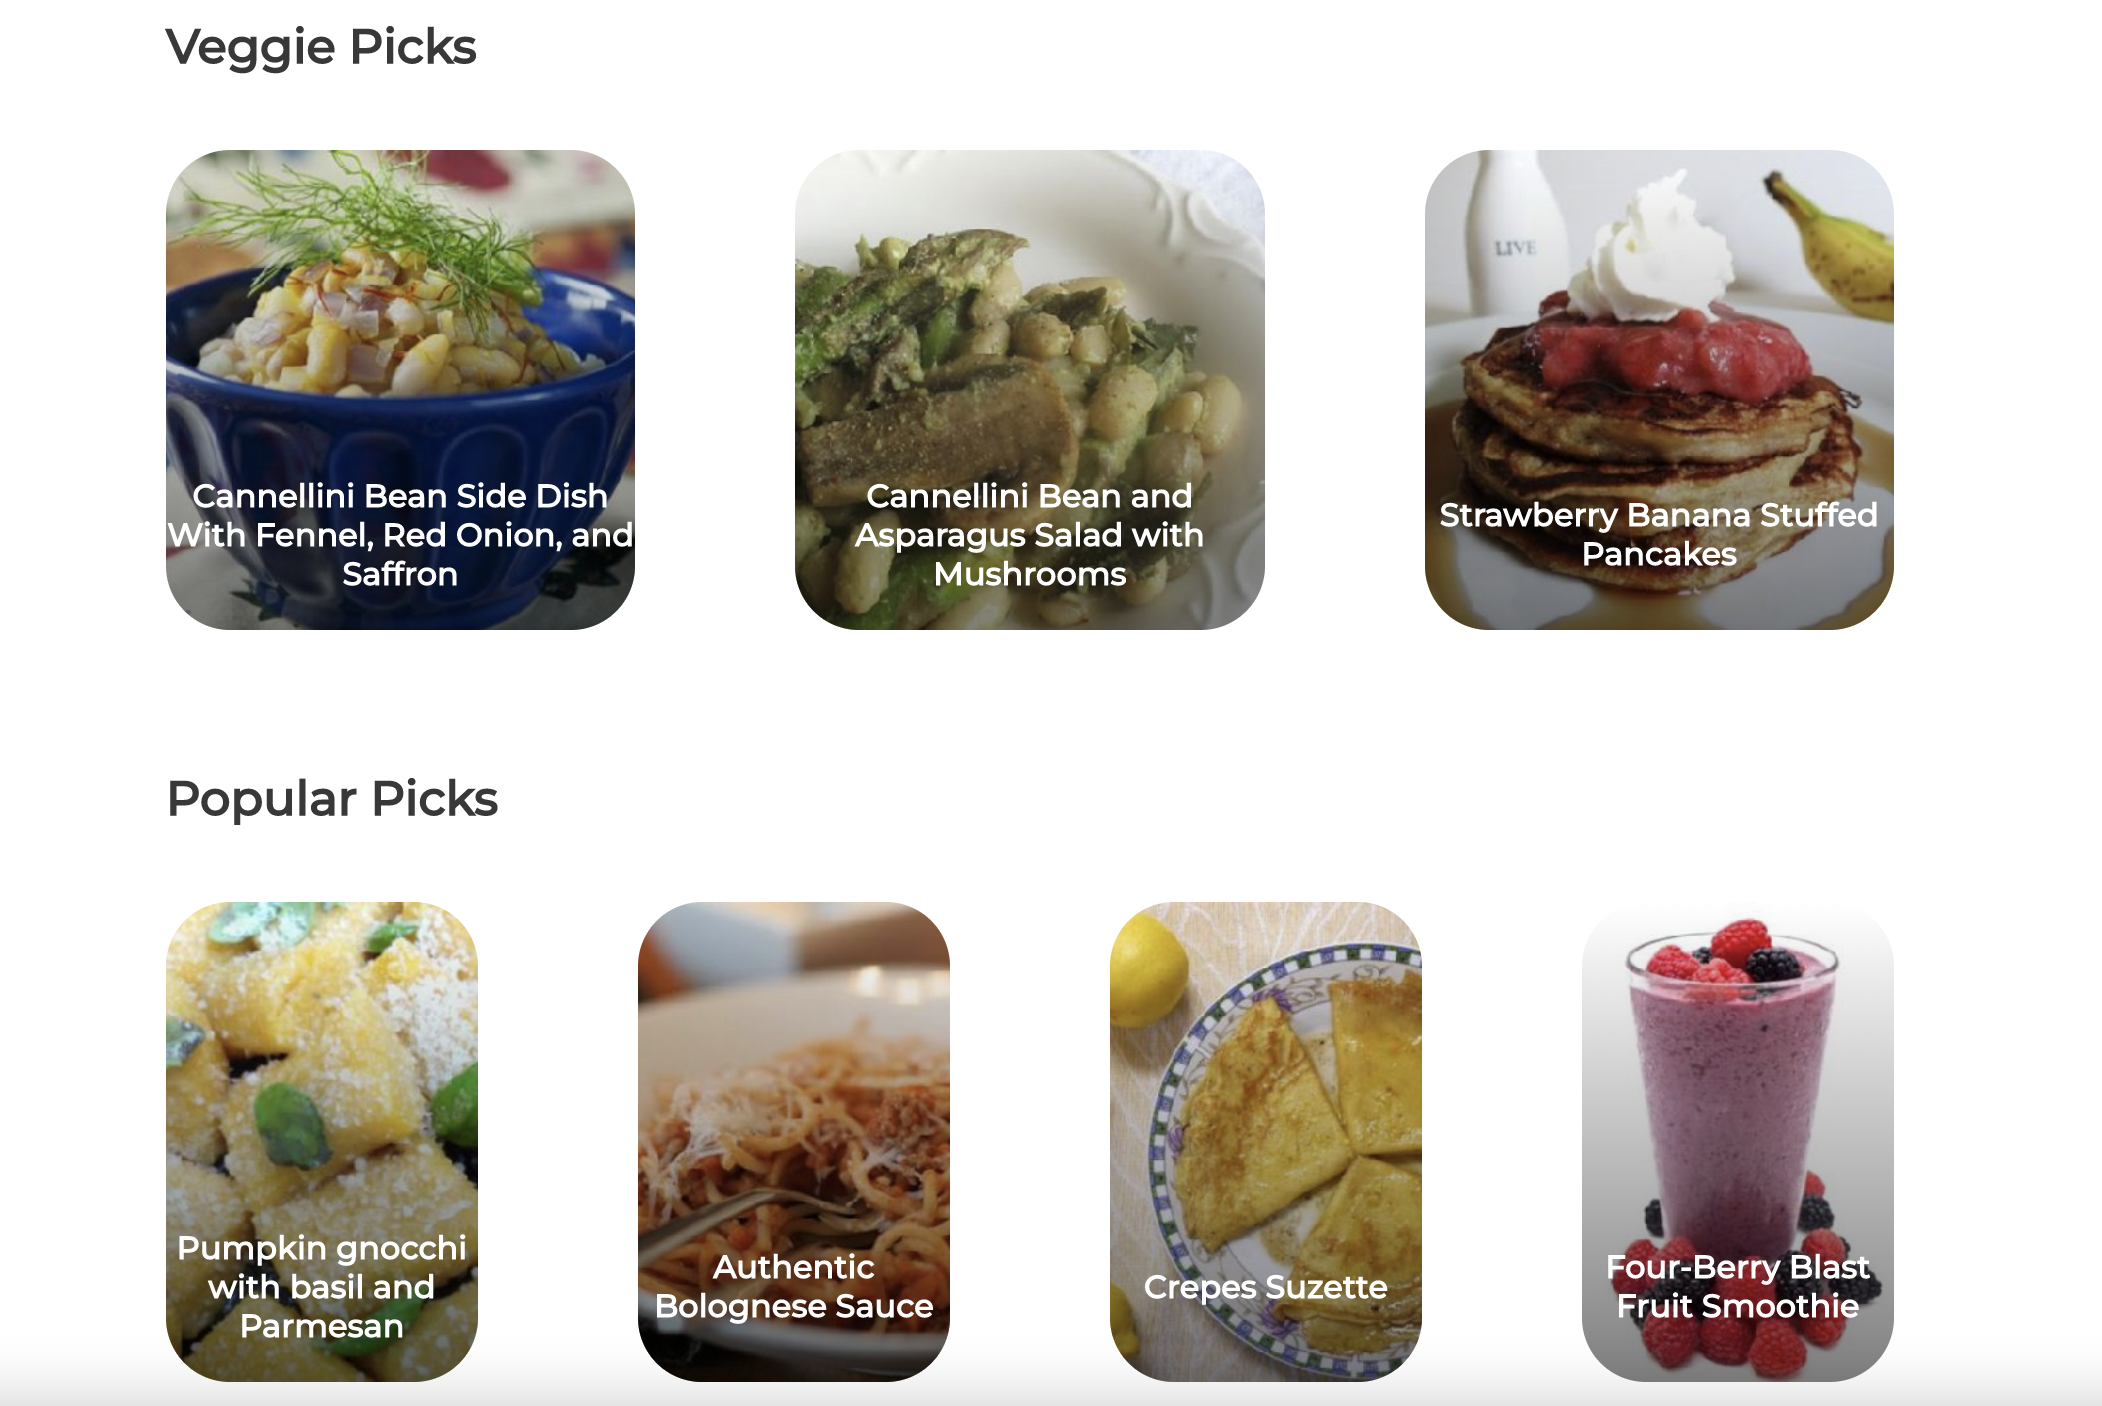 Veggie Picks
LIVE
Cannellini Bean Side Dish
With Fennel, Red Onion, and
Saffron
Cannellini Bean and
Asparagus Salad with
Mushrooms
Strawberry Banana Stuffed
Pancakes
Popular Picks
Pumpkin gnocchi
with basil and
Parmesan
Authentic
Bolognese Sauce
Crepes Suzette
Four-Berry Blast
Fruit Smoothie